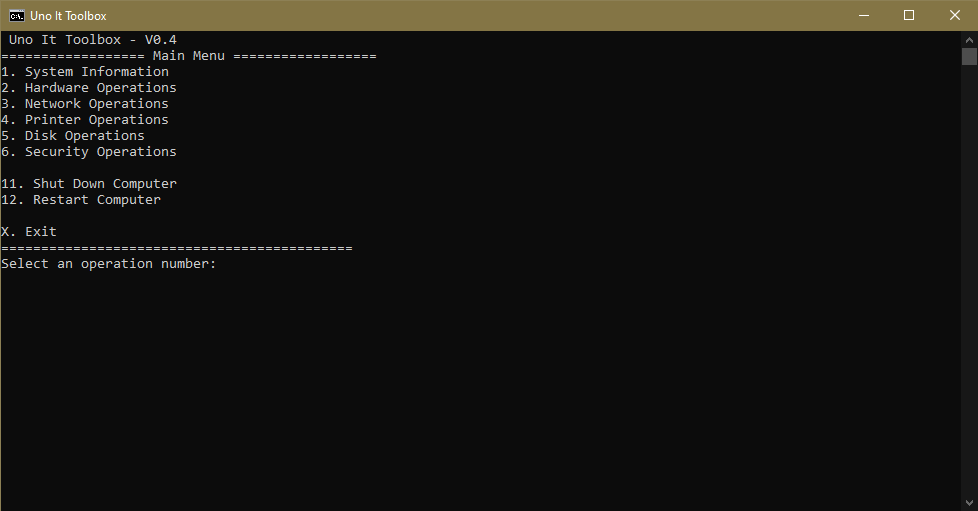 Uno It Toolbox
Uno It Toolbox - V0.4
================== Main Menu ==================
1. System Information
2. Hardware Operations
3. Network Operations
4. Printer Operations
5. Disk Operations
6. Security Operations
11. Shut Down Computer
12. Restart Computer
X. Exit
============================================
Select an operation number: